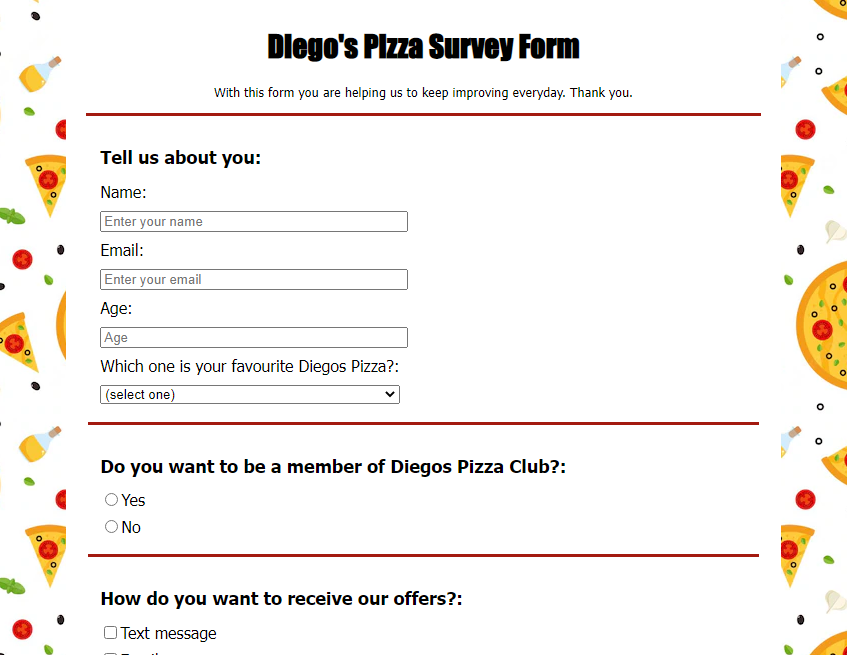 Diego's Pizza Survey Form
With this form you are helping us to keep improving everyday. Thank you.
Tell us about you:
Name:
Enter your name
Email:
Enter your email
Age:
Age
Which one is your favourite Diegos Pizza?:
(select one)
Do you want to be a member of Diegos Pizza Club?:
Yes
No
How do you want to receive our offers?:
Text message